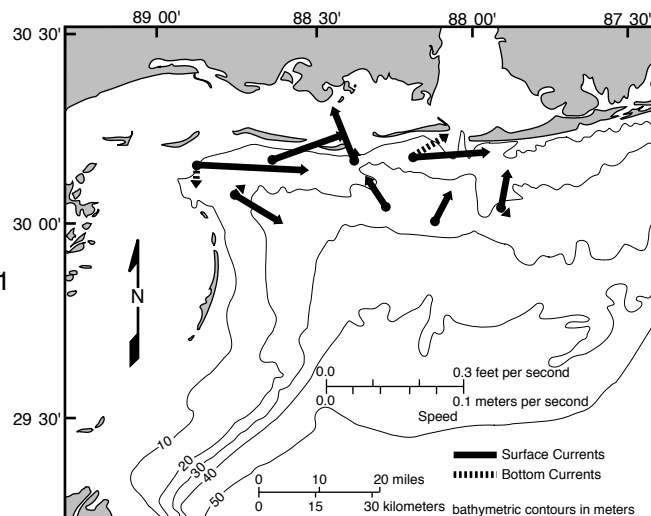 89 00' 88 30' 88 00' 87 30'
30 30'
30 00'
1
N
29 30'
0.0 0.3 feet per second
0.0 0.1 meters per second
Speed
Surface Currents
Bottom Currents
0 10 20 miles
0 15 30 kilometers
bathymetric contours in meters
10
20
30
40
50